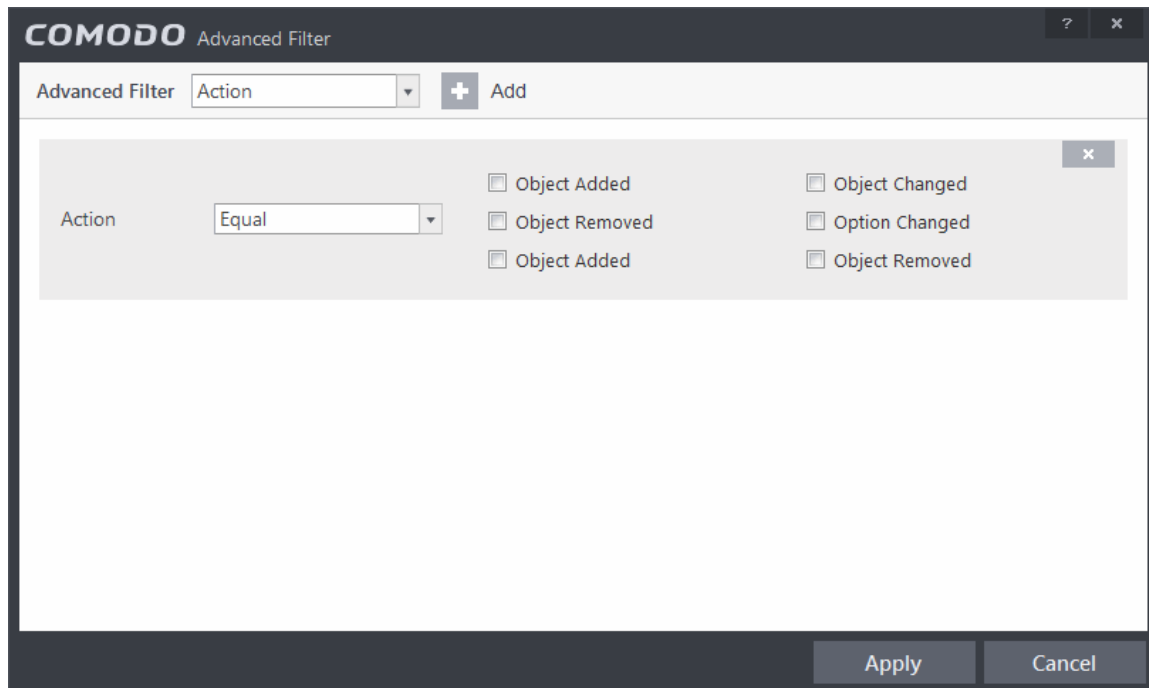 COMODO Advanced Filter
Advanced Filter Action Add
Object Added Object Changed
Action Equal Object Removed Option Changed
Object Added Object Removed
Apply Cancel